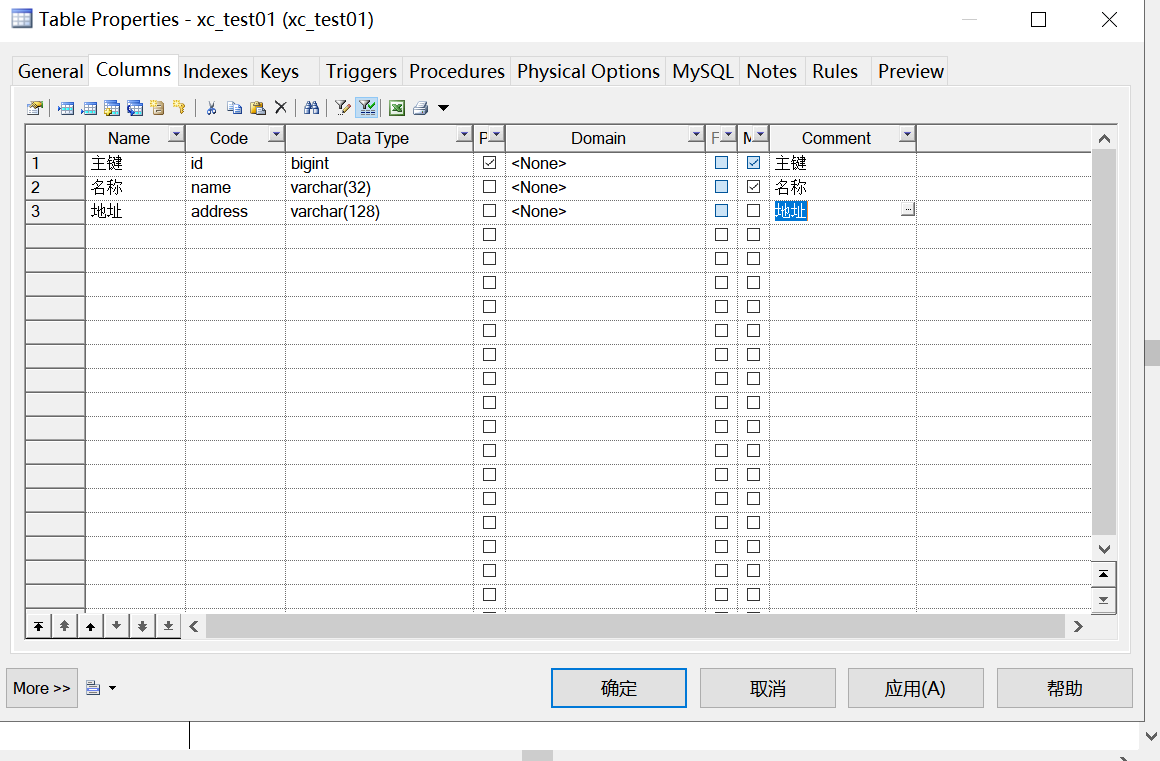 Table Properties - xc_test01 (xc_test01)
General Columns Indexes Keys Triggers Procedures Physical Options MySQL Notes Rules Preview
Name Code Data Type P Domain F M Comment
1 主键 id bigint <None> 主键
2 名称 name varchar(32) <None> 名称
3 地址 address varchar(128) <None> 地址
More >> 确定 取消 应用(A) 帮助